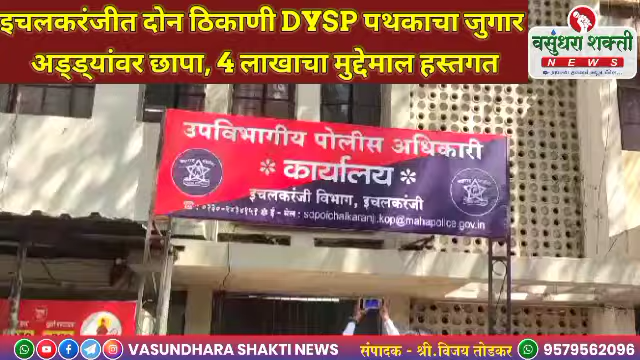 इचलकरंजीत दोन ठिकाणी DYSP पथकाचा जुगार
अड्ड्यांवर छापा, 4 लाखाचा मुद्देमाल हस्तगत
वसुंधरा शक्ती
NEWS
उपविभागीय पोलीस अधिकारी
* कार्यालय *
इचलकरंजी विभाग, इचलकरंजी
ई - मेल : sdpoichalkaranji.kop@mahapolice.gov.in
VASUNDHARA SHAKTI NEWS संपादक - श्री.विजय तोडकर 9579562096